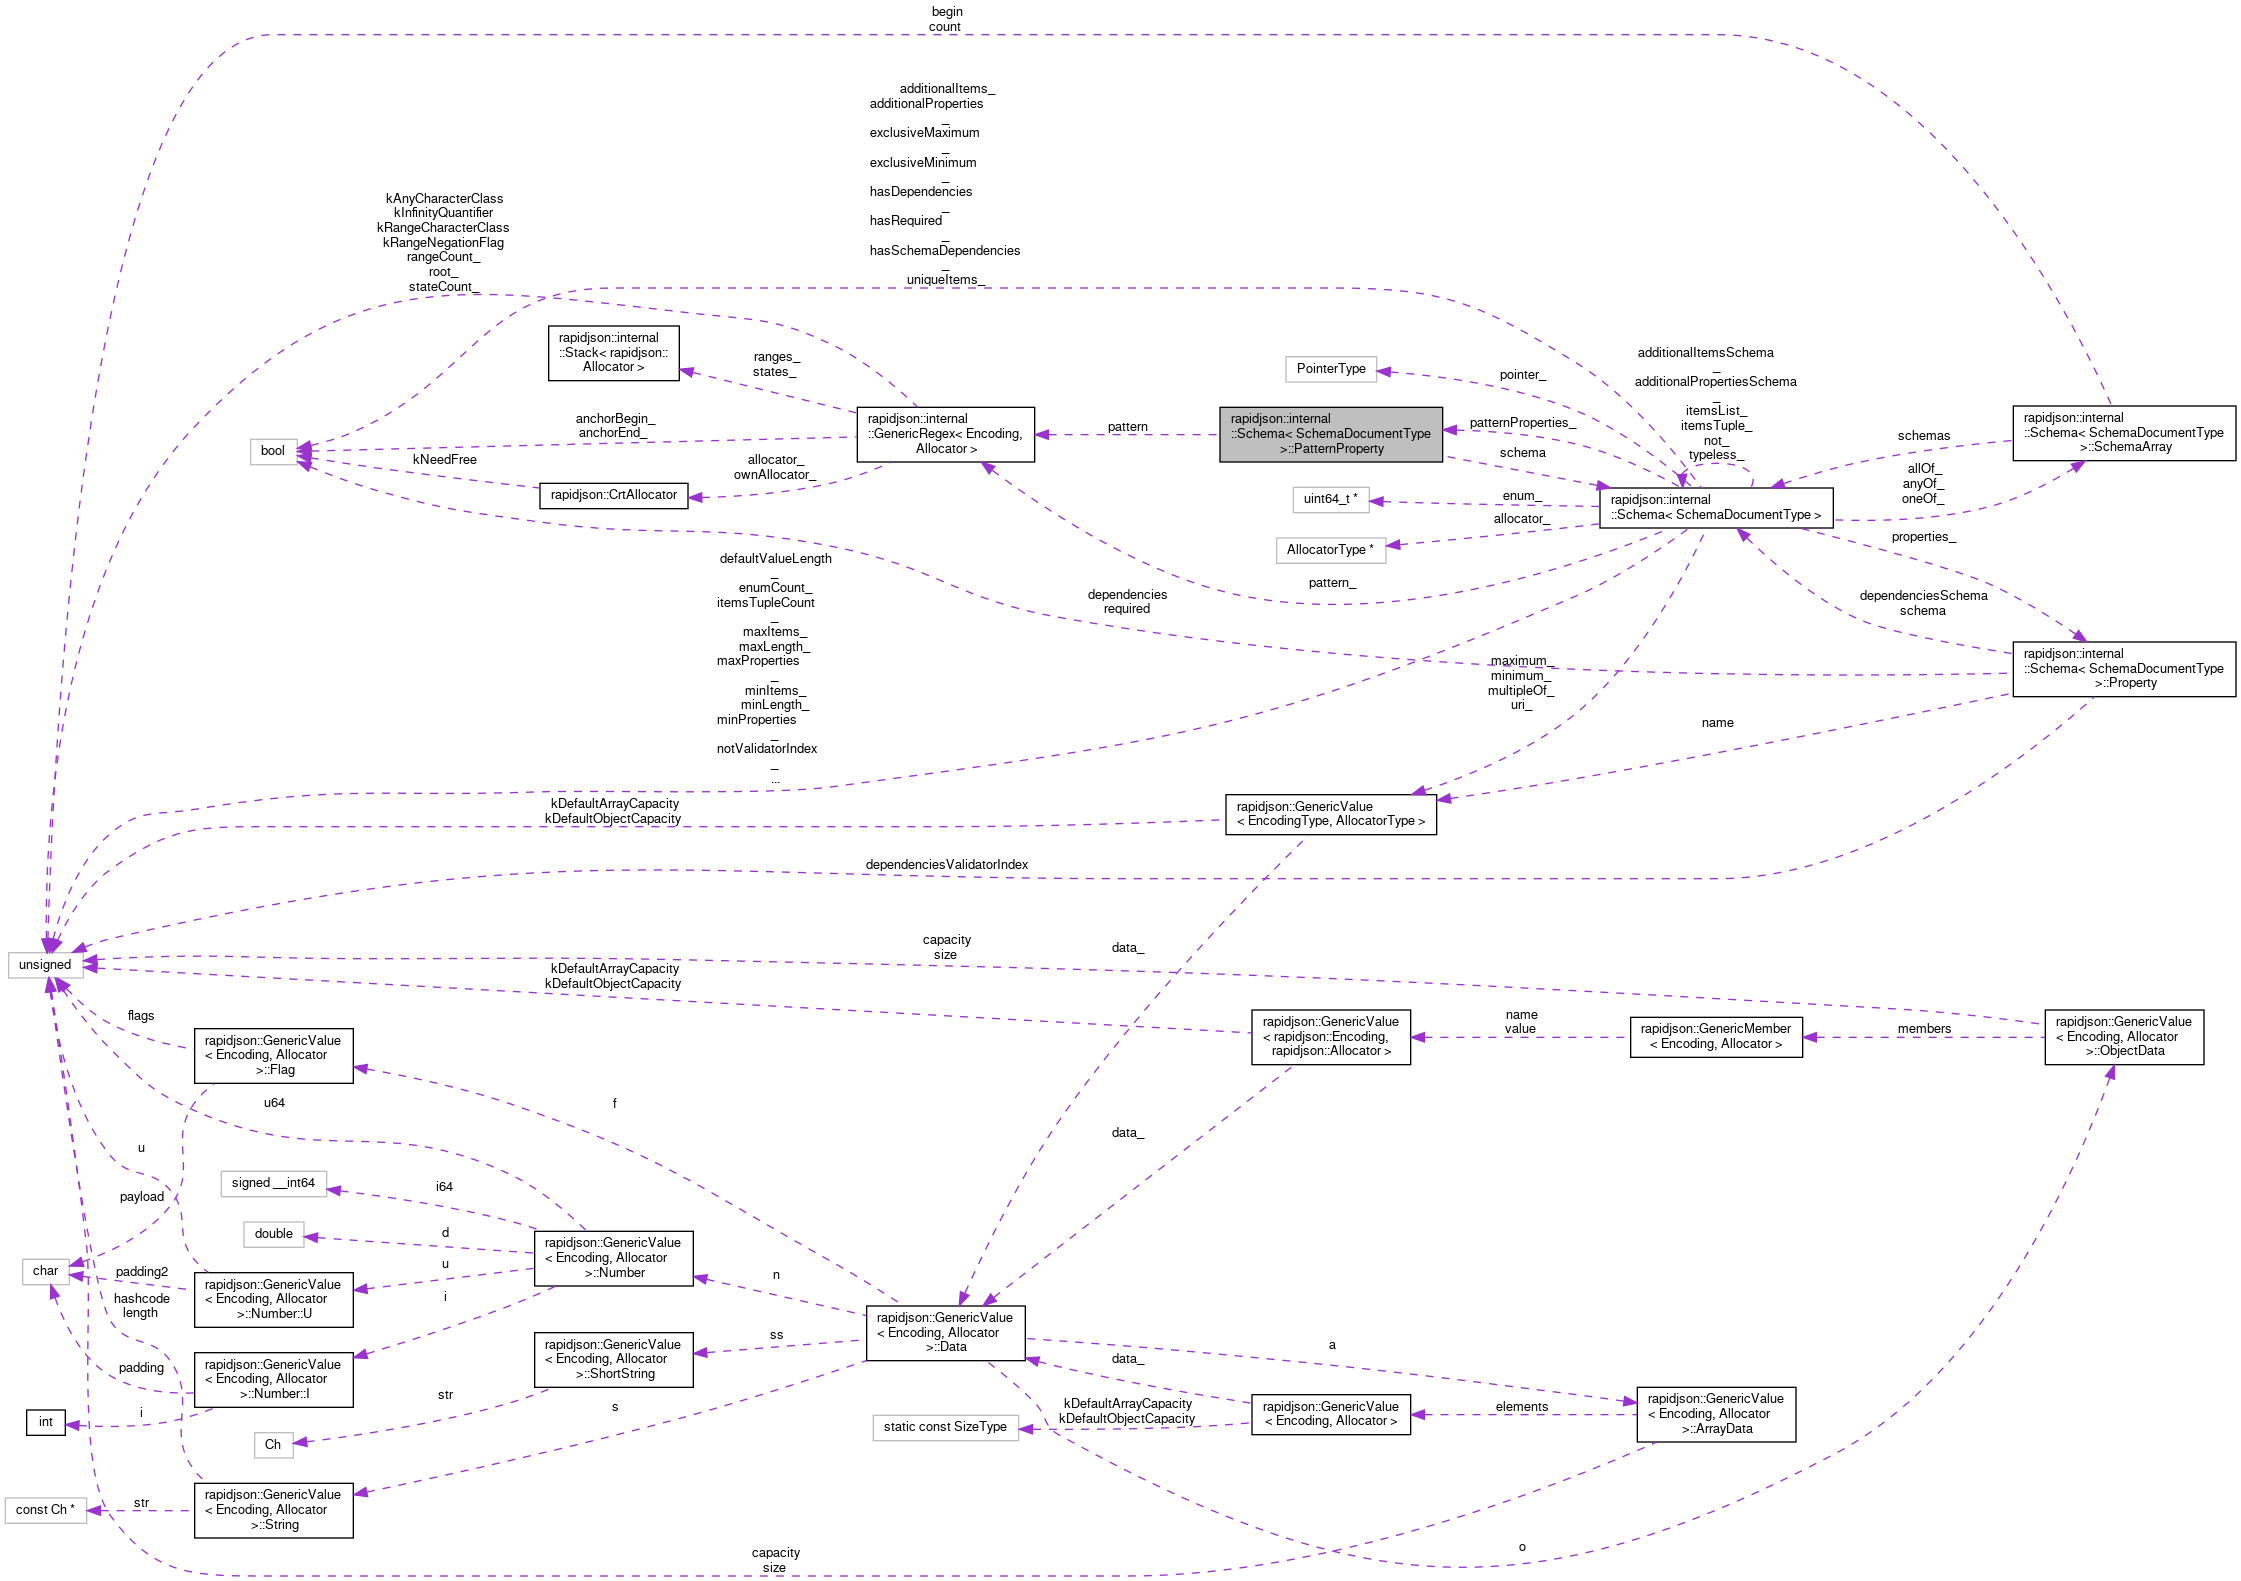 begin
count
additionalItems_
additionalProperties
_
exclusiveMaximum
_
exclusiveMinimum
_
hasDependencies
_
hasRequired
_
hasSchemaDependencies
_
uniqueItems_
kAnyCharacterClass
kInfinityQuantifier
kRangeCharacterClass
kRangeNegationFlag
rangeCount_
root_
stateCount_
rapidjson::internal
::Stack< rapidjson::
Allocator >
ranges_
states_
PointerType
pointer_
additionalItemsSchema
_
additionalPropertiesSchema
_
itemsList_
itemsTuple_
not_
typeless_
bool
anchorBegin_
anchorEnd_
rapidjson::internal
::GenericRegex< Encoding,
Allocator >
pattern
rapidjson::internal
::Schema< SchemaDocumentType
>::PatternProperty
patternProperties_
schema
rapidjson::internal
::Schema< SchemaDocumentType
>::SchemaArray
schemas
allOf_
anyOf_
oneOf_
kNeedFree
allocator_
ownAllocator_
rapidjson::CrtAllocator
uint64_t *
enum_
rapidjson::internal
::Schema< SchemaDocumentType >
allocator_
AllocatorType *
properties_
defaultValueLength
_
enumCount_
itemsTupleCount
_
maxItems_
maxLength_
maxProperties
_
minItems_
minLength_
minProperties
_
notValidatorIndex
_
...
dependencies
required
pattern_
dependenciesSchema
schema
rapidjson::internal
::Schema< SchemaDocumentType
>::Property
maximum_
minimum_
multipleOf_
uri_
name
kDefaultArrayCapacity
kDefaultObjectCapacity
rapidjson::GenericValue
< EncodingType, AllocatorType >
dependenciesValidatorIndex
unsigned
capacity
size
data_
kDefaultArrayCapacity
kDefaultObjectCapacity
flags
rapidjson::GenericValue
< Encoding, Allocator
>::Flag
rapidjson::GenericValue
< rapidjson::Encoding,
rapidjson::Allocator >
name
value
rapidjson::GenericMember
< Encoding, Allocator >
members
rapidjson::GenericValue
< Encoding, Allocator
>::ObjectData
u64
f
data_
u
payload
signed __int64
i64
double
d
rapidjson::GenericValue
< Encoding, Allocator
>::Number
u
char
padding2
rapidjson::GenericValue
< Encoding, Allocator
>::Number::U
n
i
hashcode
length
rapidjson::GenericValue
< Encoding, Allocator
>::Data
ss
rapidjson::GenericValue
< Encoding, Allocator
>::ShortString
a
padding
rapidjson::GenericValue
< Encoding, Allocator
>::Number::I
data_
str
s
kDefaultArrayCapacity
kDefaultObjectCapacity
rapidjson::GenericValue
< Encoding, Allocator >
elements
rapidjson::GenericValue
< Encoding, Allocator
>::ArrayData
int
i
static const SizeType
Ch
const Ch *
str
rapidjson::GenericValue
< Encoding, Allocator
>::String
capacity
size
o